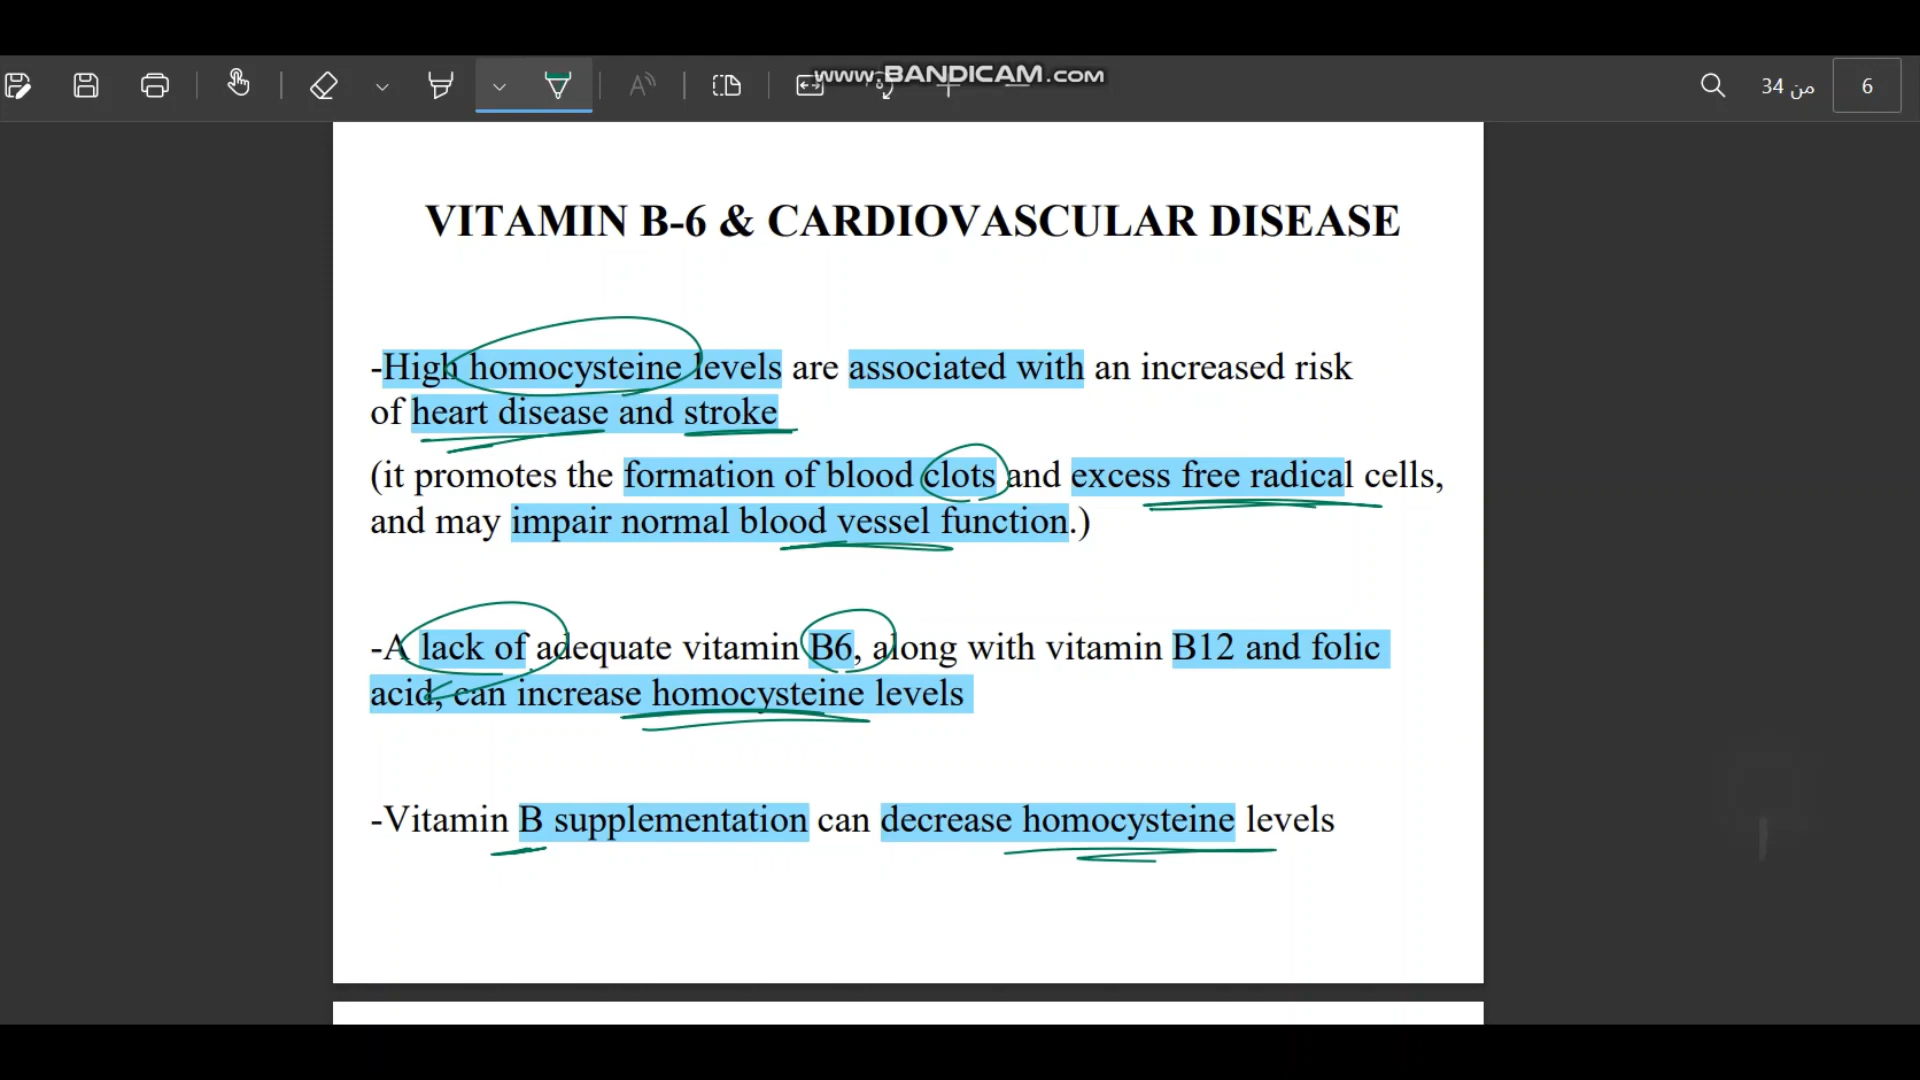 www.BANDICAM.com
من 34
6
VITAMIN B-6 & CARDIOVASCULAR DISEASE
-High homocysteine levels are associated with an increased risk
of heart disease and stroke
(it promotes the formation of blood clots and excess free radical cells,
and may impair normal blood vessel function.)
-A lack of adequate vitamin B6, along with vitamin B12 and folic
acid, can increase homocysteine levels
-Vitamin B supplementation can decrease homocysteine levels